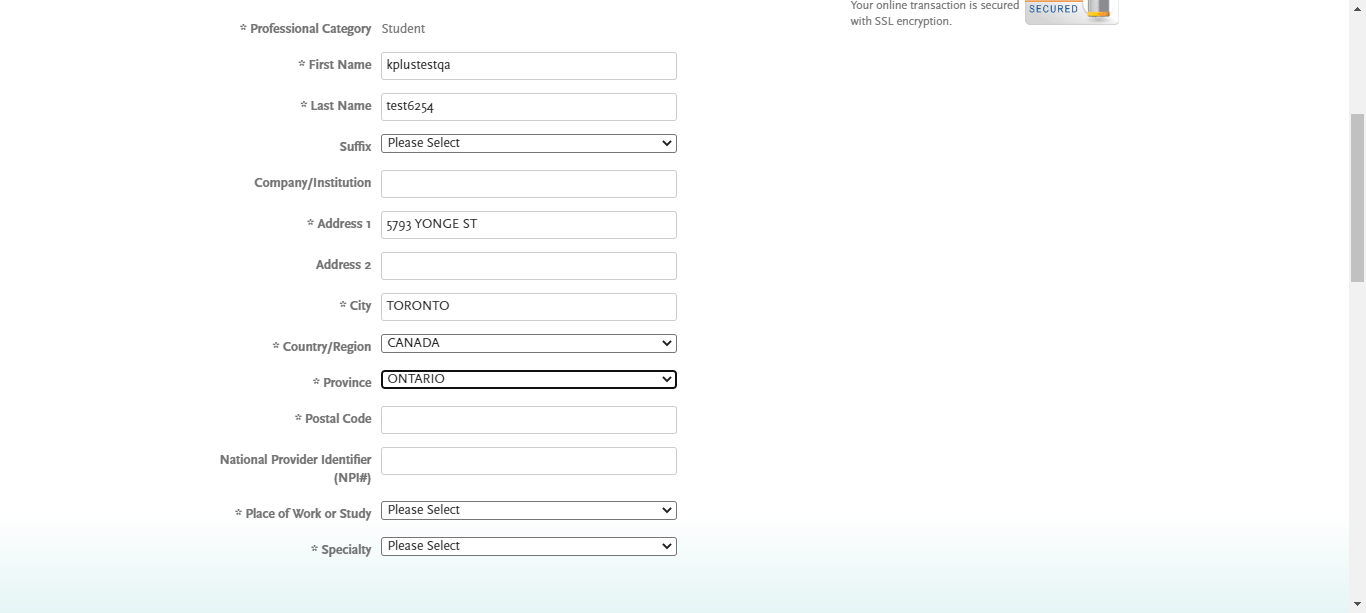 Your online transaction is secured
with SSL encryption.
SECURED
* Professional Category Student
* First Name kplustestqa
* Last Name test6254
Suffix Please Select
Company/Institution
* Address 1 5793 YONGE ST
Address 2
* City TORONTO
* Country/Region CANADA
* Province ONTARIO
* Postal Code
National Provider Identifier
(NPI#)
* Place of Work or Study Please Select
* Specialty Please Select